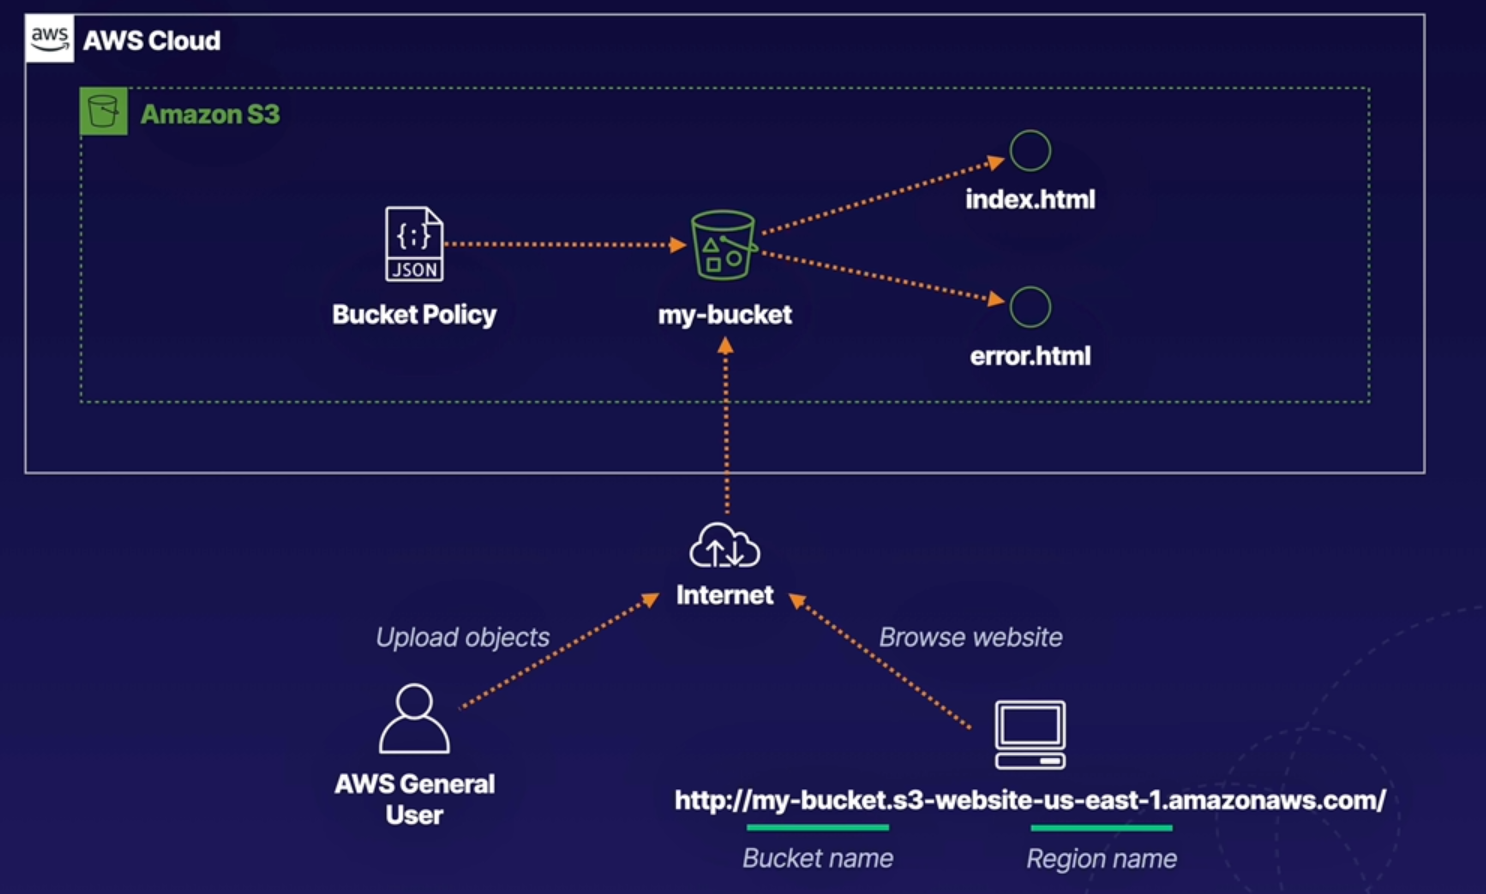 aws
AWS Cloud
Amazon S3
{;}
JSON
Bucket Policy
my-bucket
index.html
error.html
Internet
Upload objects
Browse website
AWS General
User
http://my-bucket.s3-website-us-east-1.amazonaws.com/
Bucket name
Region name